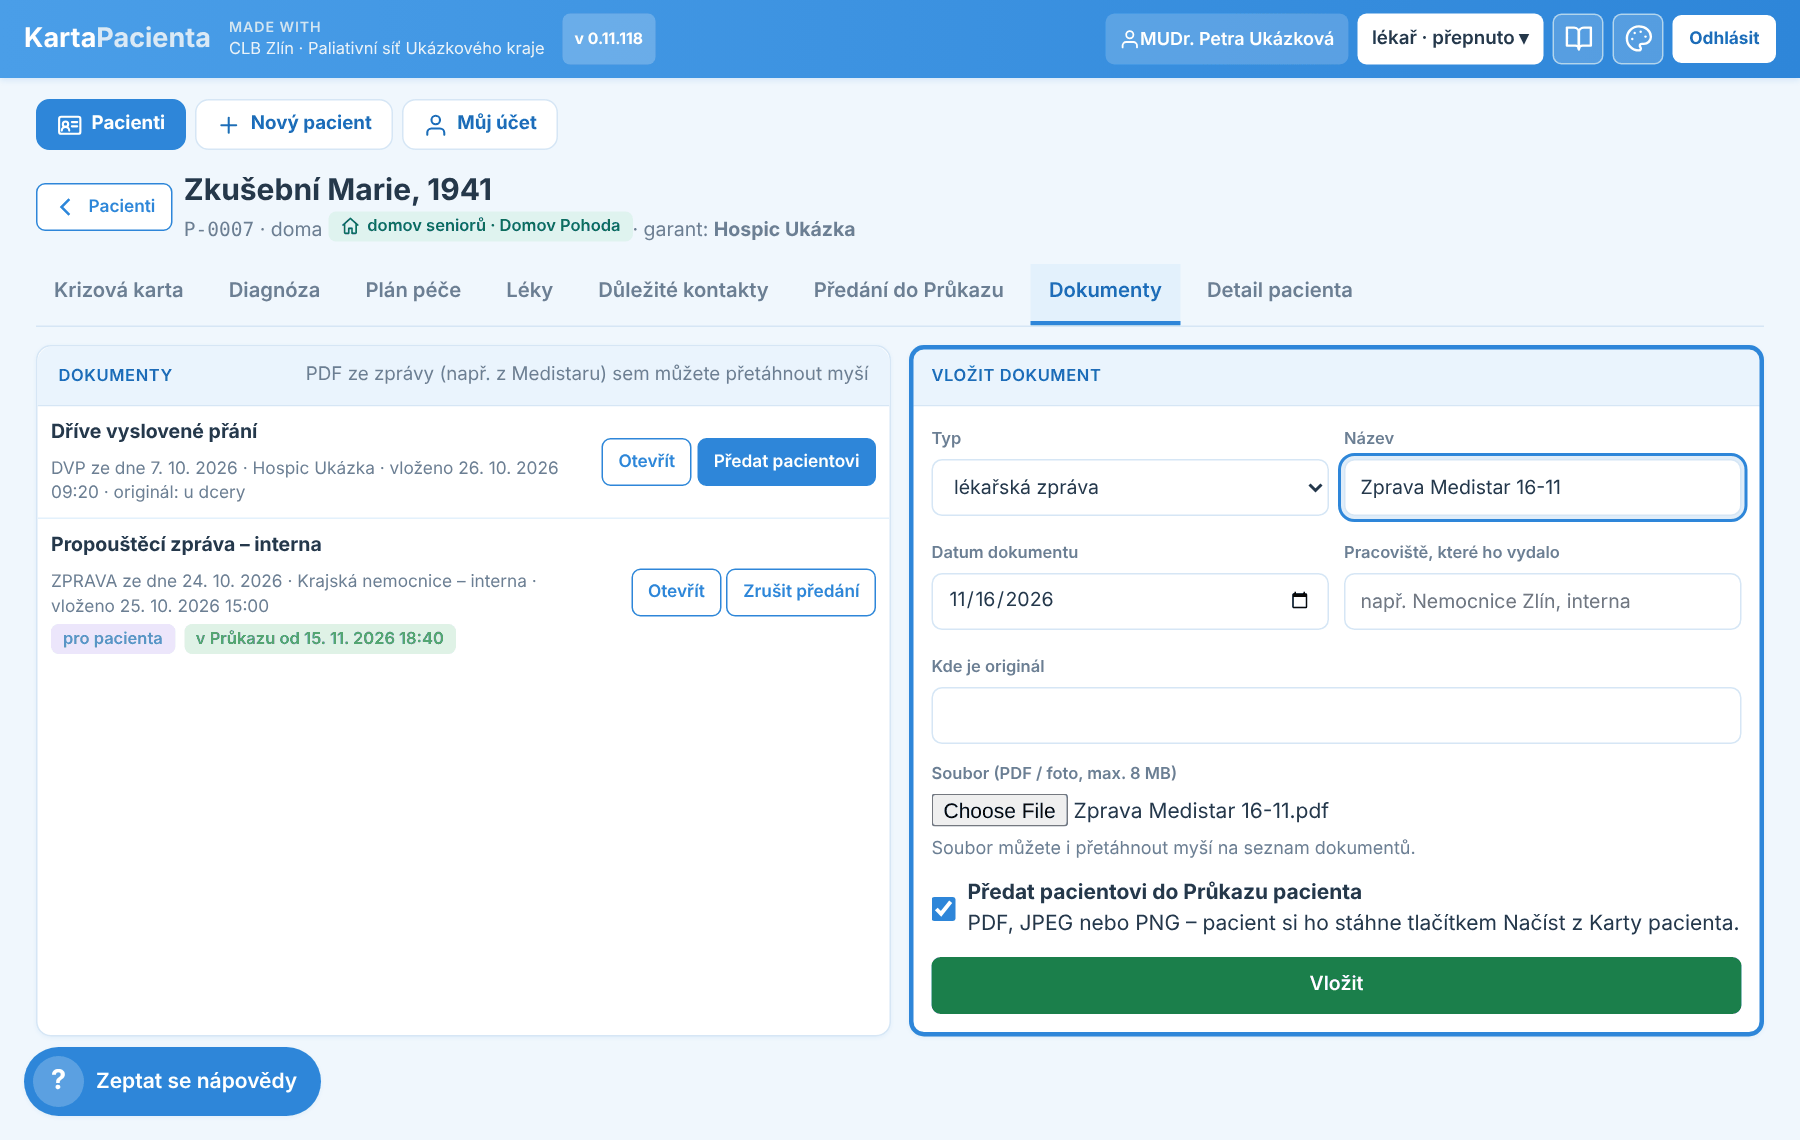 KartaPacienta
MADE WITH
CLB Zlín · Paliativní síť Ukázkového kraje
v 0.11.118
MUDr. Petra Ukázková
lékař · přepnuto ▾
Odhlásit
Pacienti
Nový pacient
Můj účet
Pacienti
Zkušební Marie, 1941
P-0007 · doma domov seniorů · Domov Pohoda · garant: Hospic Ukázka
Krizová karta
Diagnóza
Plán péče
Léky
Důležité kontakty
Předání do Průkazu
Dokumenty
Detail pacienta
DOKUMENTY
PDF ze zprávy (např. z Medistaru) sem můžete přetáhnout myší
Dříve vyslovené přání
DVP ze dne 7. 10. 2026 · Hospic Ukázka · vloženo 26. 10. 2026
09:20 · originál: u dcery
Otevřít
Předat pacientovi
Propouštěcí zpráva – interna
ZPRAVA ze dne 24. 10. 2026 · Krajská nemocnice – interna ·
vloženo 25. 10. 2026 15:00
pro pacienta
v Průkazu od 15. 11. 2026 18:40
Otevřít
Zrušit předání
VLOŽIT DOKUMENT
Typ
lékařská zpráva
Název
Zprava Medistar 16-11
Datum dokumentu
11/16/2026
Pracoviště, které ho vydalo
např. Nemocnice Zlín, interna
Kde je originál
Soubor (PDF / foto, max. 8 MB)
Choose File Zprava Medistar 16-11.pdf
Soubor můžete i přetáhnout myší na seznam dokumentů.
Předat pacientovi do Průkazu pacienta
PDF, JPEG nebo PNG – pacient si ho stáhne tlačítkem Načíst z Karty pacienta.
Vložit
? Zeptat se nápovědy